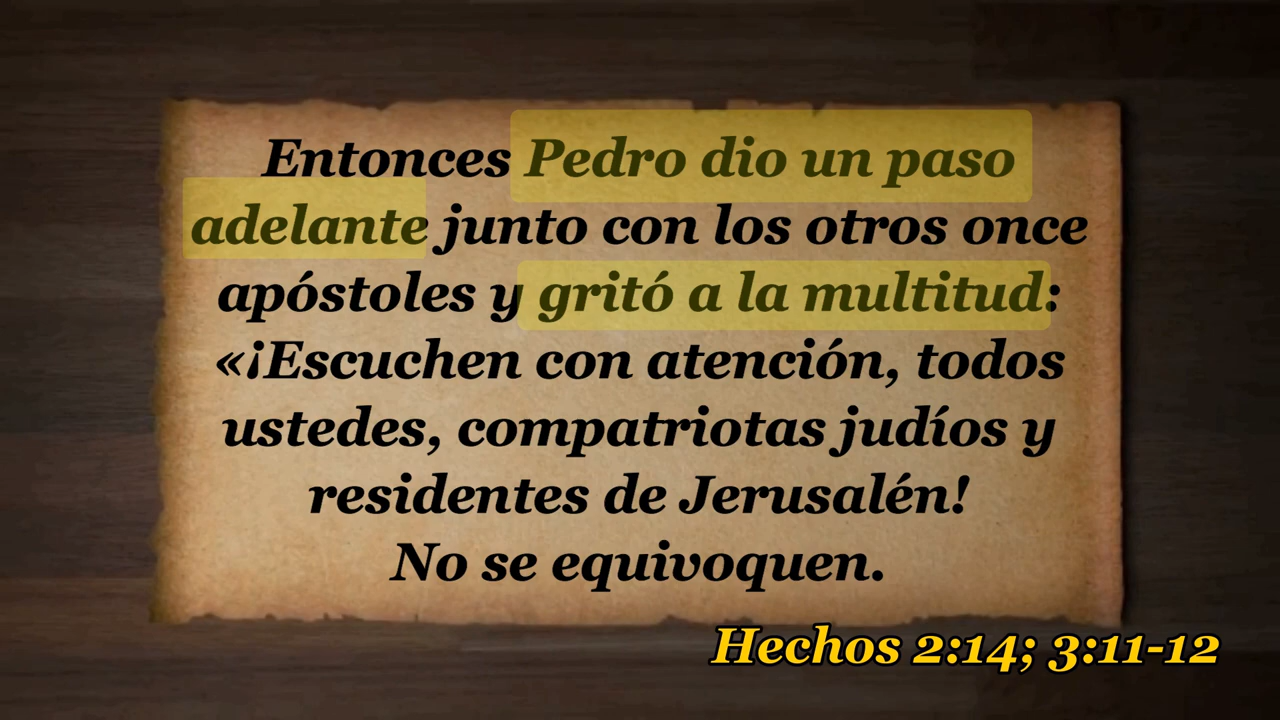 Entonces Pedro dio un paso
adelante junto con los otros once
apóstoles y gritó a la multitud:
«¡Escuchen con atención, todos
ustedes, compatriotas judíos y
residentes de Jerusalén!
No se equivoquen.
Hechos 2:14; 3:11-12